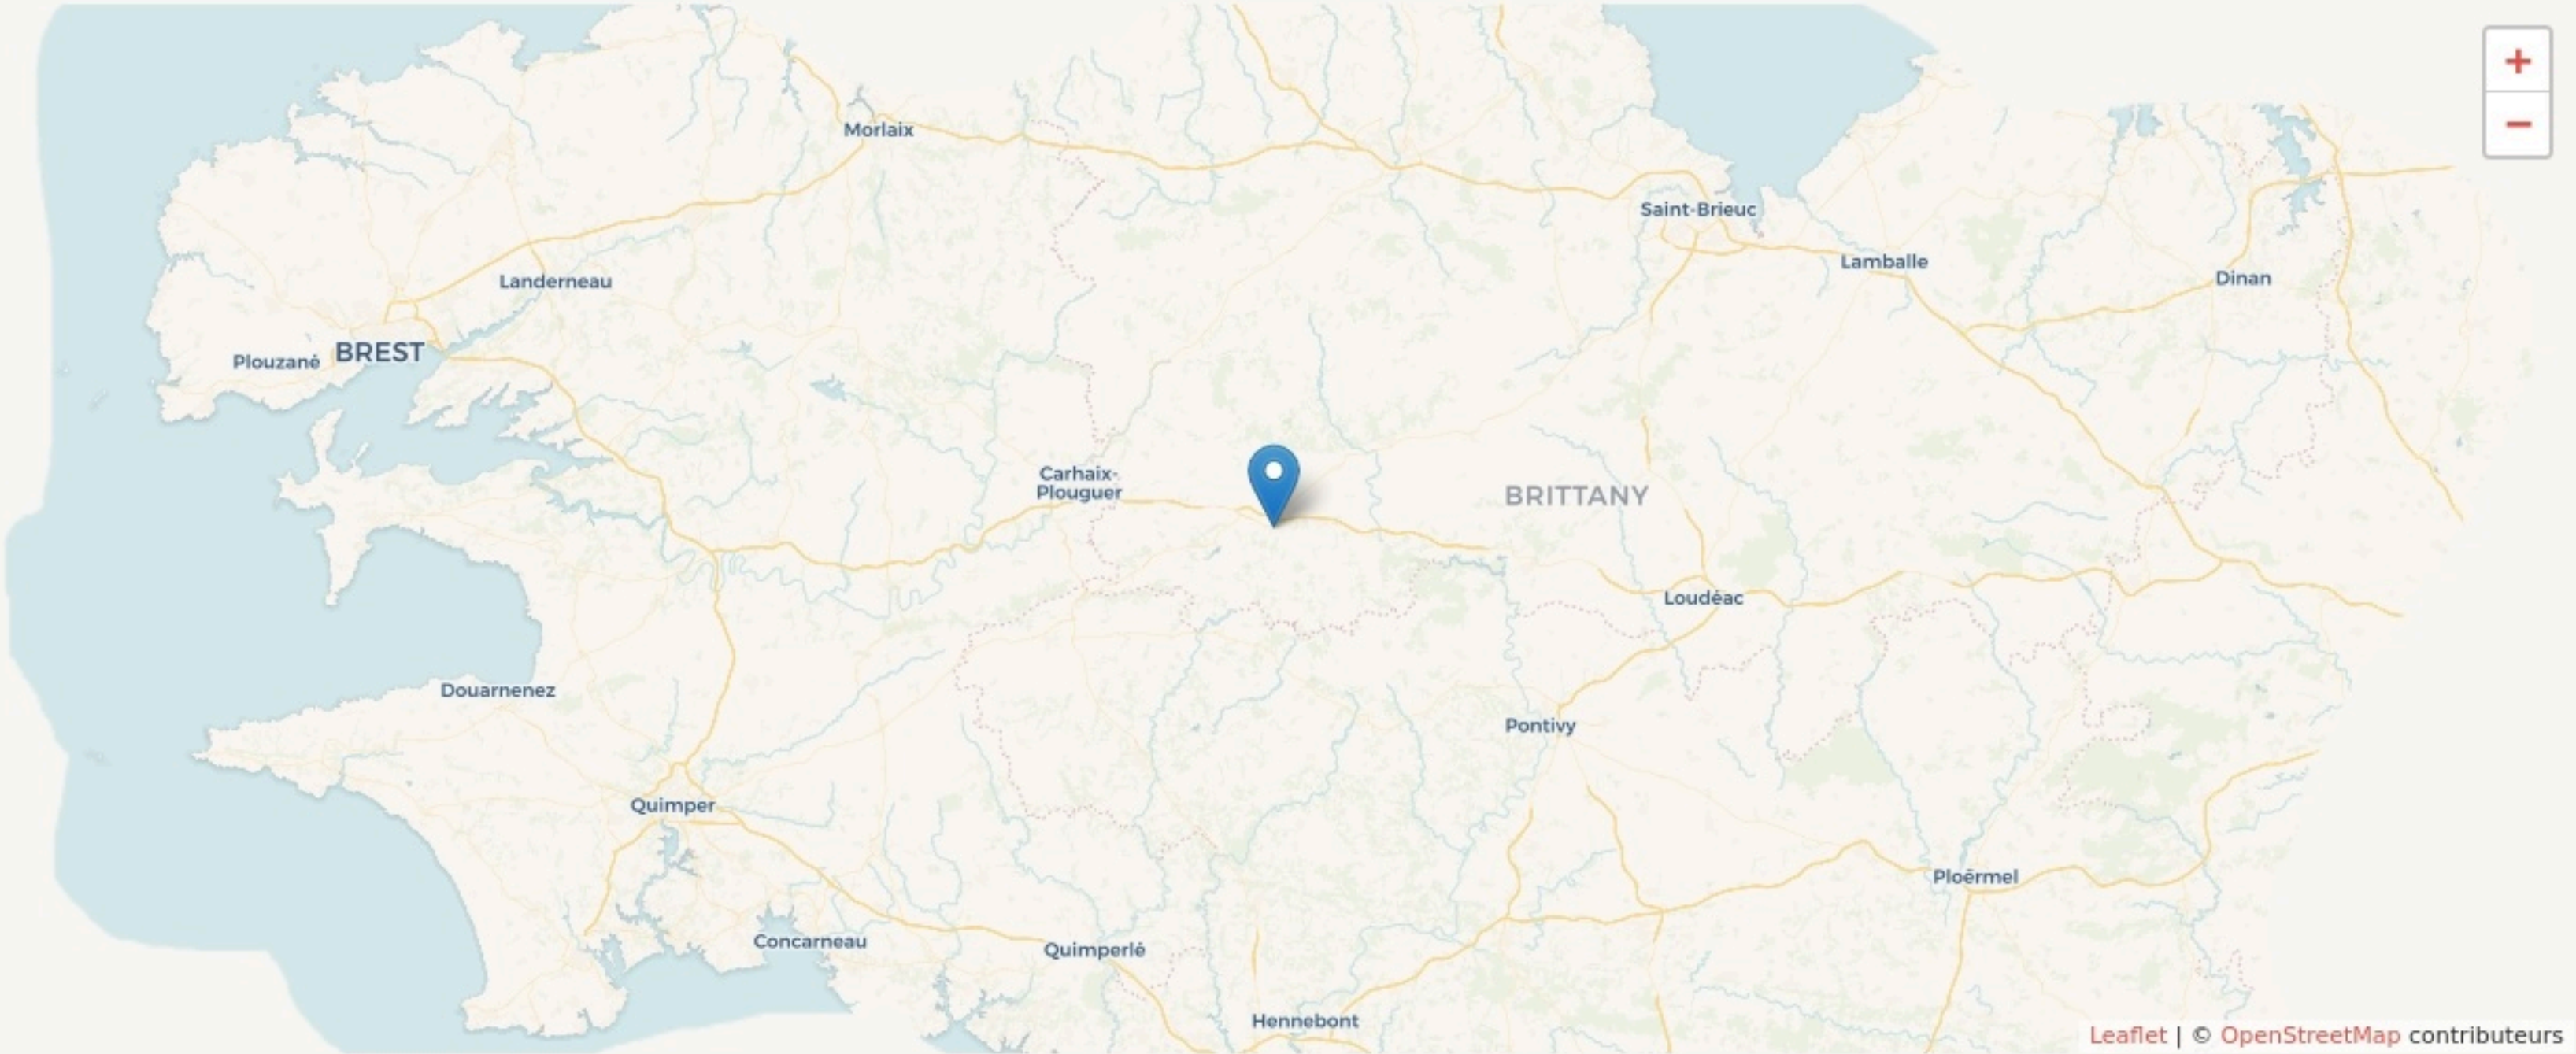 +
−
Morlaix
Saint-Brieuc
Lamballe
Dinan
Landerneau
BREST
Plouzané
Carhaix-
Plouguer
BRITTANY
Loudéac
Douarnenez
Pontivy
Quimper
Ploërmel
Concarneau
Quimperlé
Hennebont
Leaflet | © OpenStreetMap contributeurs